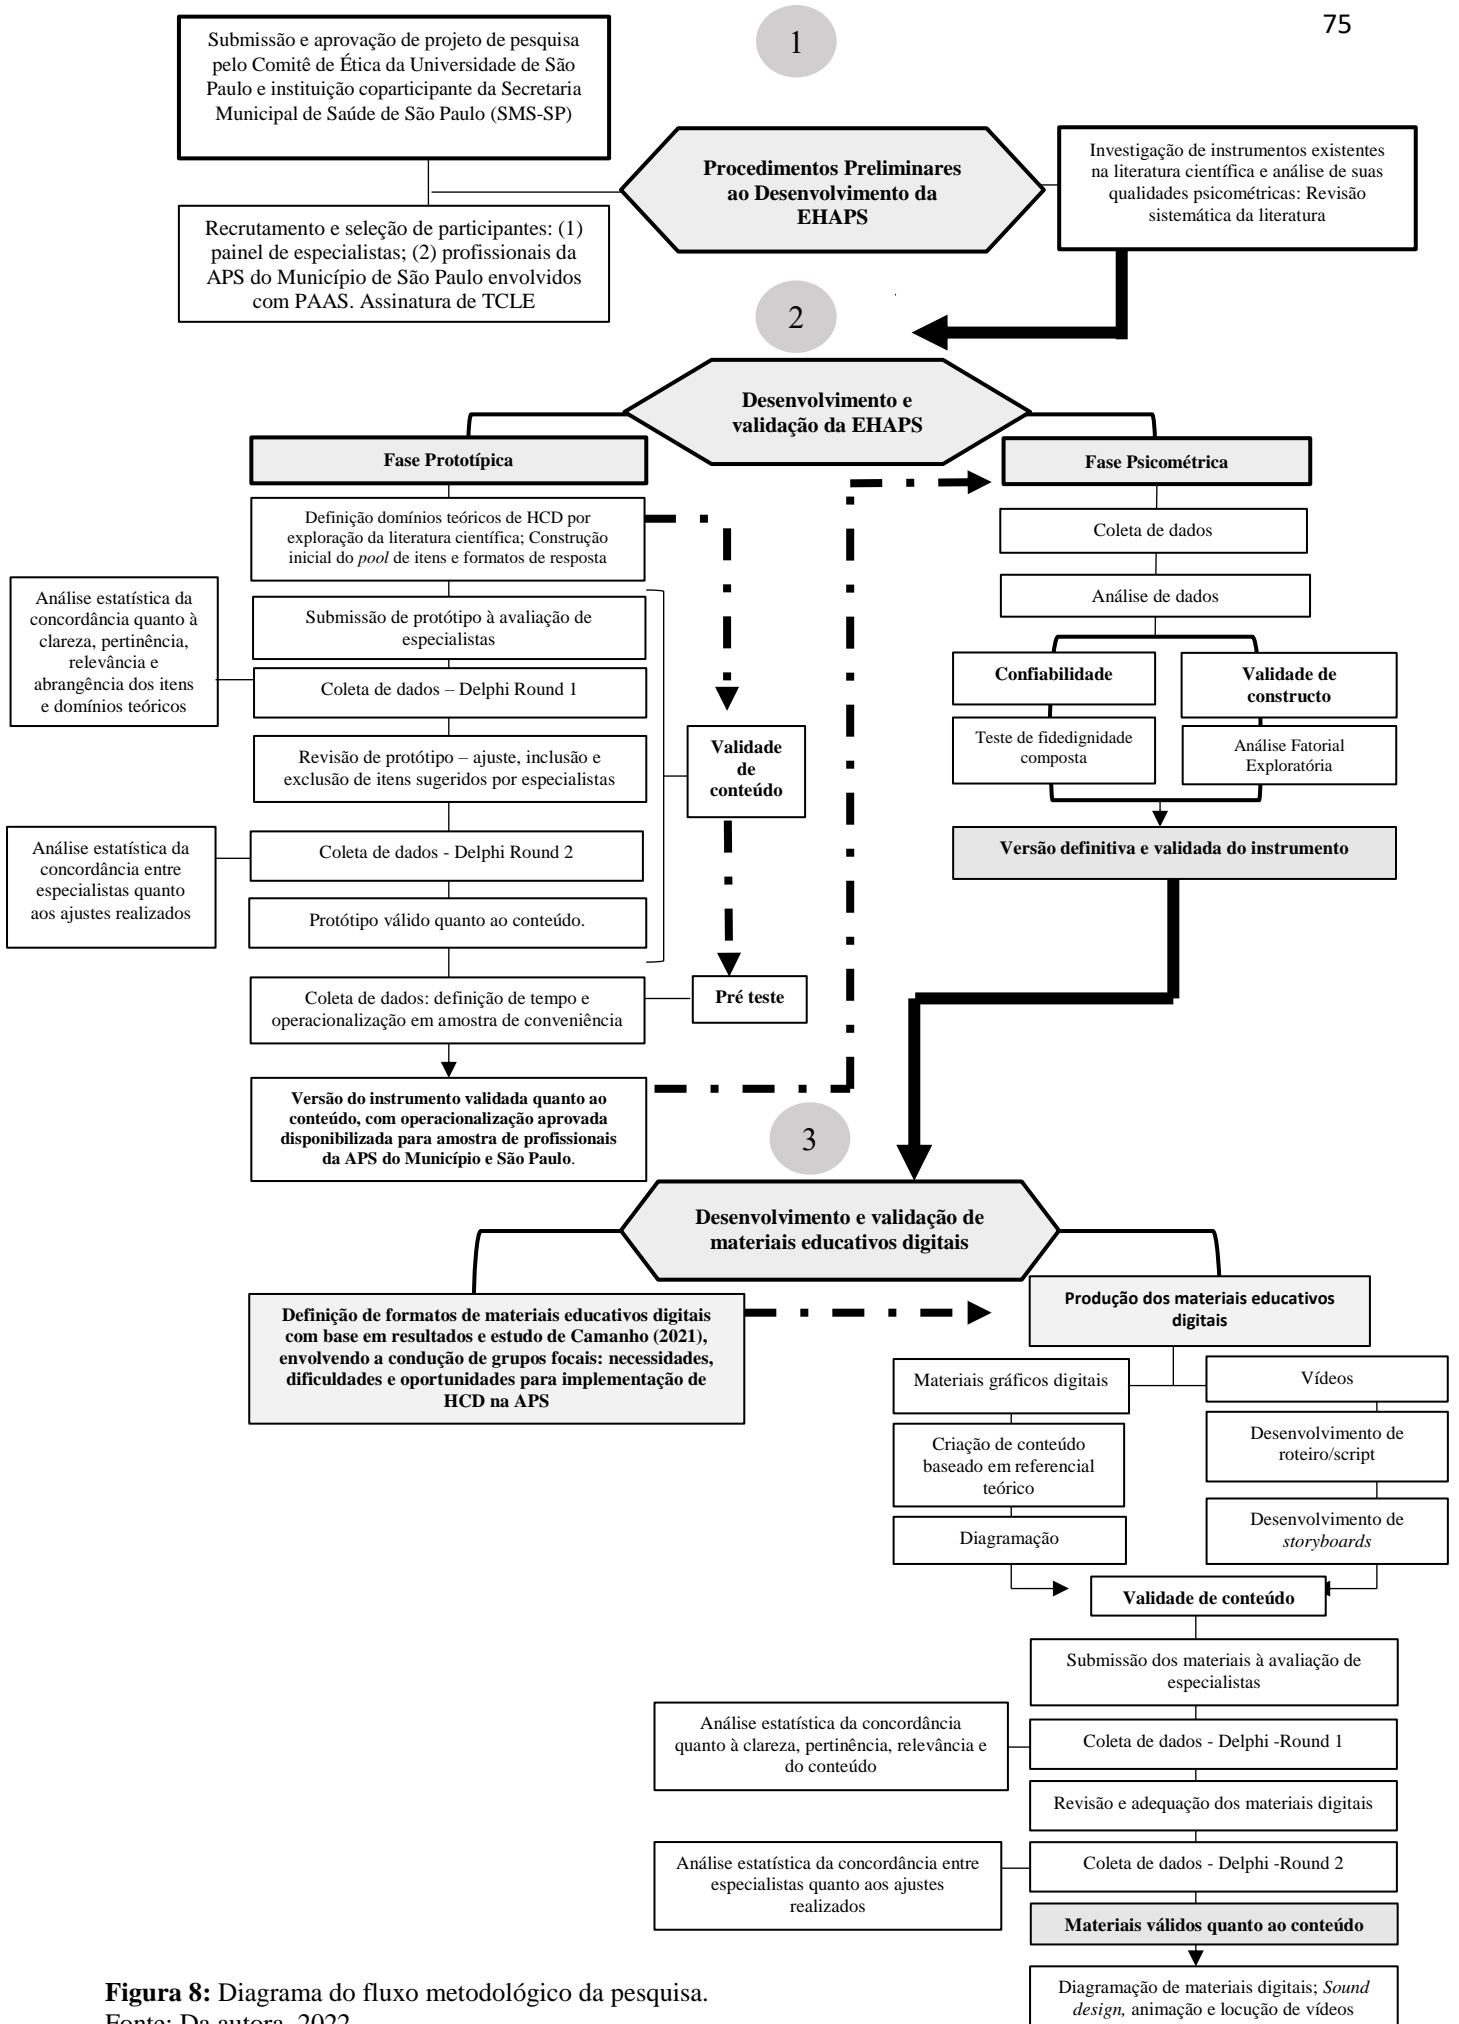 75
1
Submissão e aprovação de projeto de pesquisa
pelo Comitê de Ética da Universidade de São
Paulo e instituição coparticipante da Secretaria
Municipal de Saúde de São Paulo (SMS-SP)
Procedimentos Preliminares
ao Desenvolvimento da
EHAPS
Investigação de instrumentos existentes
na literatura científica e análise de suas
qualidades psicométricas: Revisão
sistemática da literatura
Recrutamento e seleção de participantes: (1)
painel de especialistas; (2) profissionais da
APS do Município de São Paulo envolvidos
com PAAS. Assinatura de TCLE
2
Desenvolvimento e
validação da EHAPS
Fase Prototípica
Definição domínios teóricos de HCD por
exploração da literatura científica; Construção
inicial do pool de itens e formatos de resposta
Submissão de protótipo à avaliação de
especialistas
Análise estatística da
concordância quanto à
clareza, pertinência,
relevância e
abrangência dos itens
e domínios teóricos
Coleta de dados – Delphi Round 1
Revisão de protótipo – ajuste, inclusão e
exclusão de itens sugeridos por especialistas
Validade
de
conteúdo
Análise estatística da
concordância entre
especialistas quanto
aos ajustes realizados
Coleta de dados - Delphi Round 2
Protótipo válido quanto ao conteúdo.
Coleta de dados: definição de tempo e
operacionalização em amostra de conveniência
Pré teste
Versão do instrumento validada quanto ao
conteúdo, com operacionalização aprovada
disponibilizada para amostra de profissionais
da APS do Município e São Paulo.
Fase Psicométrica
Coleta de dados
Análise de dados
Confiabilidade
Validade de
constructo
Teste de fidedignidade
composta
Análise Fatorial
Exploratória
Versão definitiva e validada do instrumento
3
Desenvolvimento e validação de
materiais educativos digitais
Definição de formatos de materiais educativos digitais
com base em resultados e estudo de Camanho (2021),
envolvendo a condução de grupos focais: necessidades,
dificuldades e oportunidades para implementação de
HCD na APS
Produção dos materiais educativos
digitais
Materiais gráficos digitais
Vídeos
Criação de conteúdo
baseado em referencial
teórico
Desenvolvimento de
roteiro/script
Diagramação
Desenvolvimento de
storyboards
Validade de conteúdo
Submissão dos materiais à avaliação de
especialistas
Análise estatística da concordância
quanto à clareza, pertinência, relevância e
do conteúdo
Coleta de dados - Delphi -Round 1
Revisão e adequação dos materiais digitais
Análise estatística da concordância entre
especialistas quanto aos ajustes
realizados
Coleta de dados - Delphi -Round 2
Materiais válidos quanto ao conteúdo
Diagramação de materiais digitais; Sound
design, animação e locução de vídeos
Figura 8: Diagrama do fluxo metodológico da pesquisa.
Fonte: Da autora, 2022